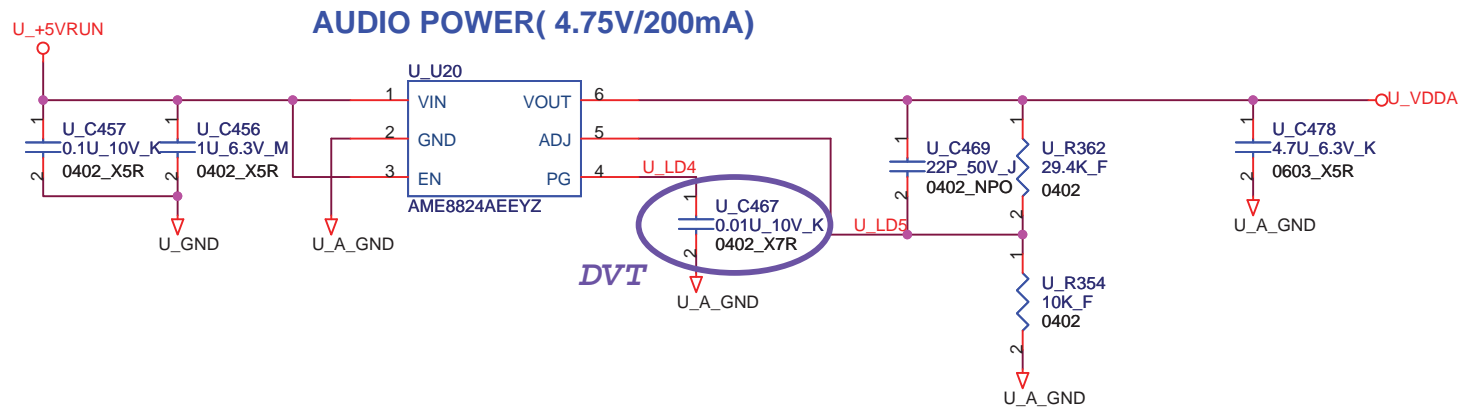 AUDIO POWER( 4.75V/200mA)
U_+5VRUN
U_U20
1 VIN VOUT 6
2 GND ADJ 5
3 EN PG 4
AME8824AEEYZ
U_VDDA
1
U_C457
0.1U_10V_K
0402_X5R
2
1
U_C456
1U_6.3V_M
0402_X5R
2
U_GND
U_A_GND
U_LD4
1
U_C467
0.01U_10V_K
0402_X7R
2
DVT
U_A_GND
U_LD5
1
U_C469
22P_50V_J
0402_NPO
2
1
U_R362
29.4K_F
0402
2
1
U_R354
10K_F
0402
2
U_A_GND
1
U_C478
4.7U_6.3V_K
0603_X5R
2
U_A_GND